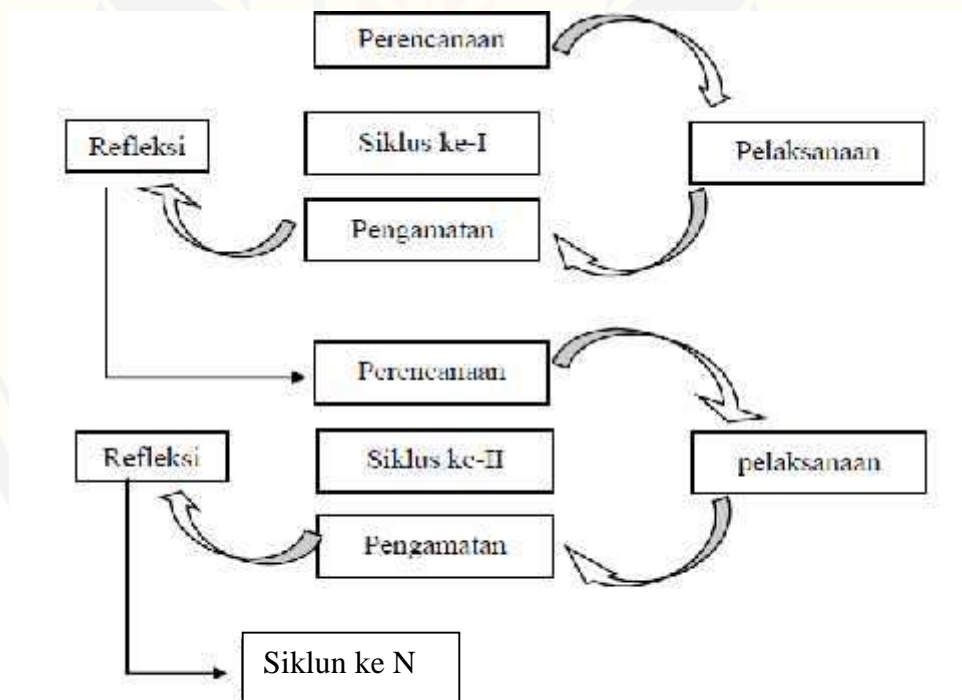 Perencanaan
Refleksi
Siklus ke-I
Pelaksanaan
Pengamatan
Perencanaan
Refleksi
Siklus ke-II
pelaksanaan
Pengamatan
Siklun ke N